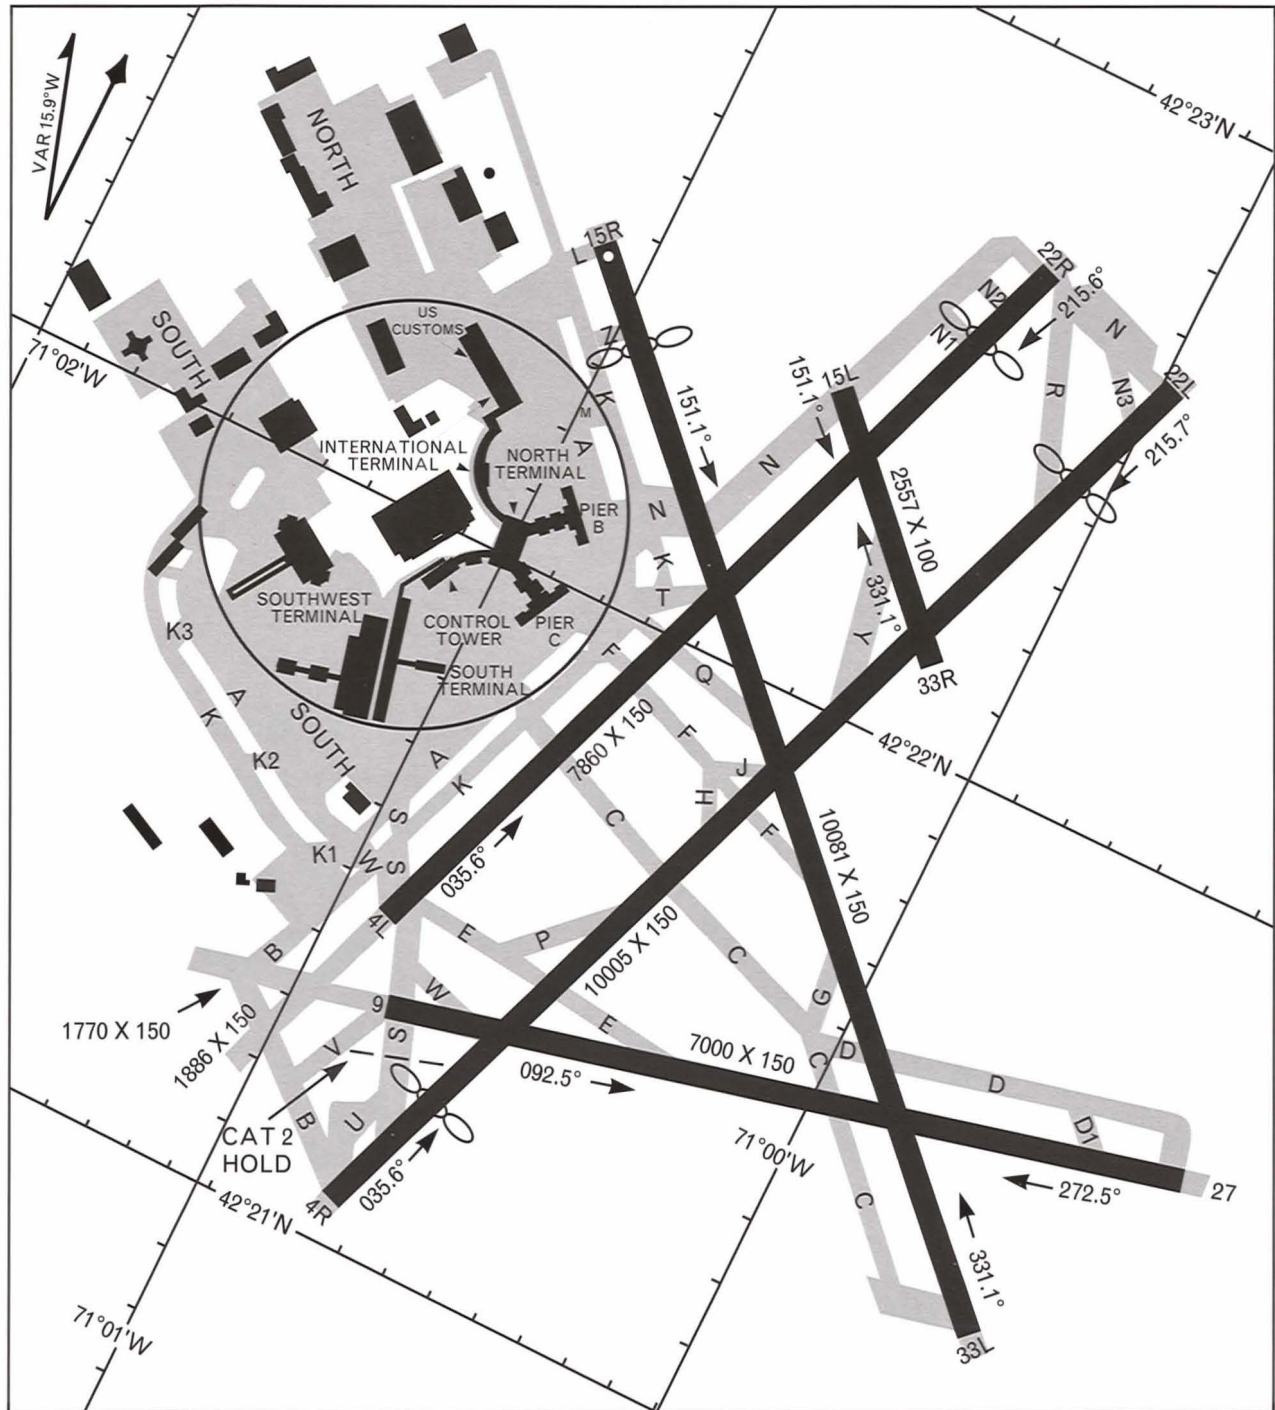 VAR 15.9°W
NORTH
42°23'N
L
15R
22R
215.6°
N2
N1
N
N3
R
22L
215.7°
SOUTH
71°02'W
US
CUSTOMS
N
K
M
A
151.1°
151.1°
15L
N
2557 X 100
331.1°
Y
33R
INTERNATIONAL
TERMINAL
NORTH
TERMINAL
PIER
B
N
K
T
SOUTHWEST
TERMINAL
CONTROL
TOWER
PIER
C
SOUTH
TERMINAL
K3
A
K
K2
SOUTH
A
K
F
Q
F
J
H
F
42°22'N
7860 X 150
C
S
S
K1
W
035.6°
4L
10081 X 150
B
E
P
10005 X 150
C
G
1770 X 150
1886 X 150
9
W
S
E
7000 X 150
C
D
D
D1
V
092.5°
CAT 2
HOLD
B
U
035.6°
4R
71°00'W
42°21'N
272.5°
27
C
331.1°
33L
71°01'W